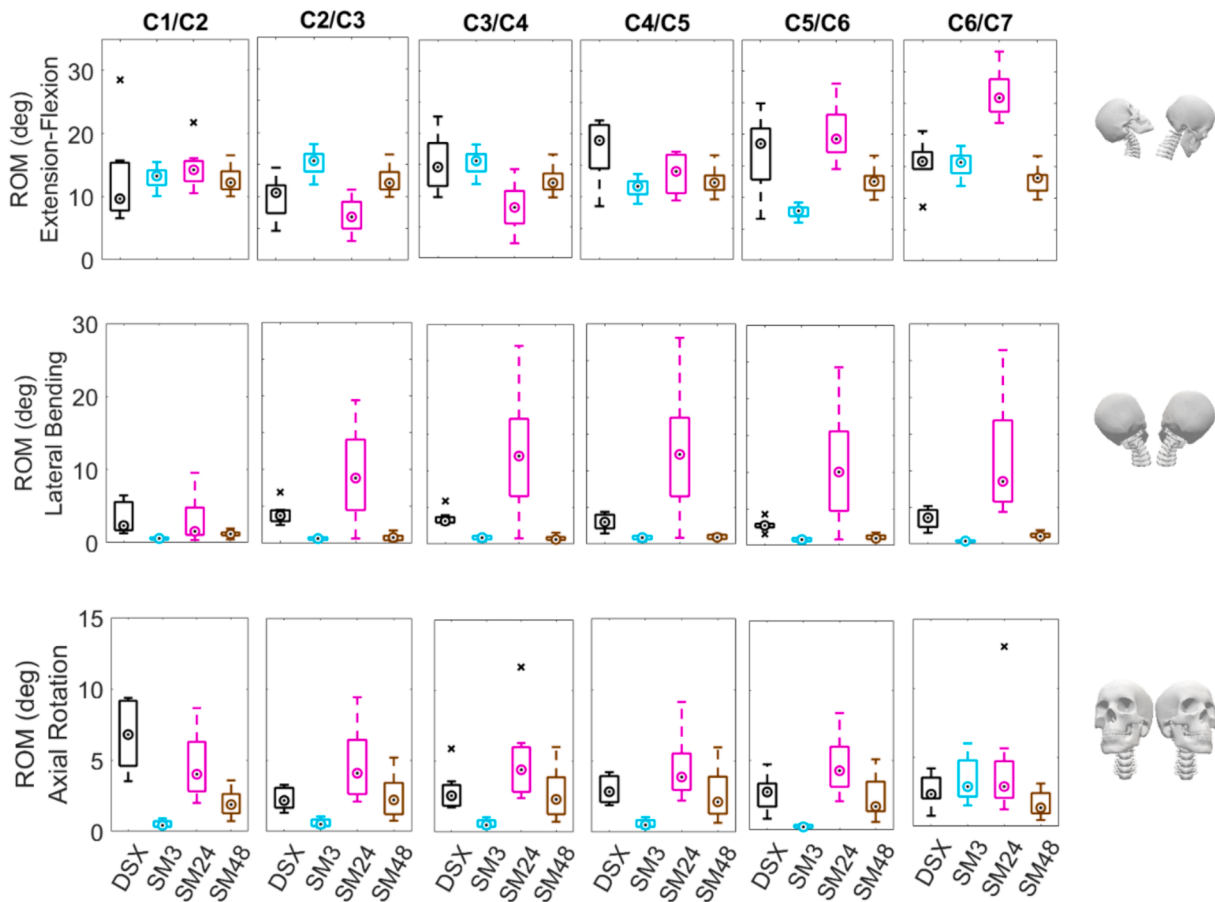 C1/C2 C2/C3 C3/C4 C4/C5 C5/C6 C6/C7
ROM (deg)
Extension-Flexion
30
20
10
0
ROM (deg)
Lateral Bending
30
20
10
0
ROM (deg)
Axial Rotation
15
10
5
0
DSX SM3 SM24 SM48 DSX SM3 SM24 SM48 DSX SM3 SM24 SM48 DSX SM3 SM24 SM48 DSX SM3 SM24 SM48 DSX SM3 SM24 SM48